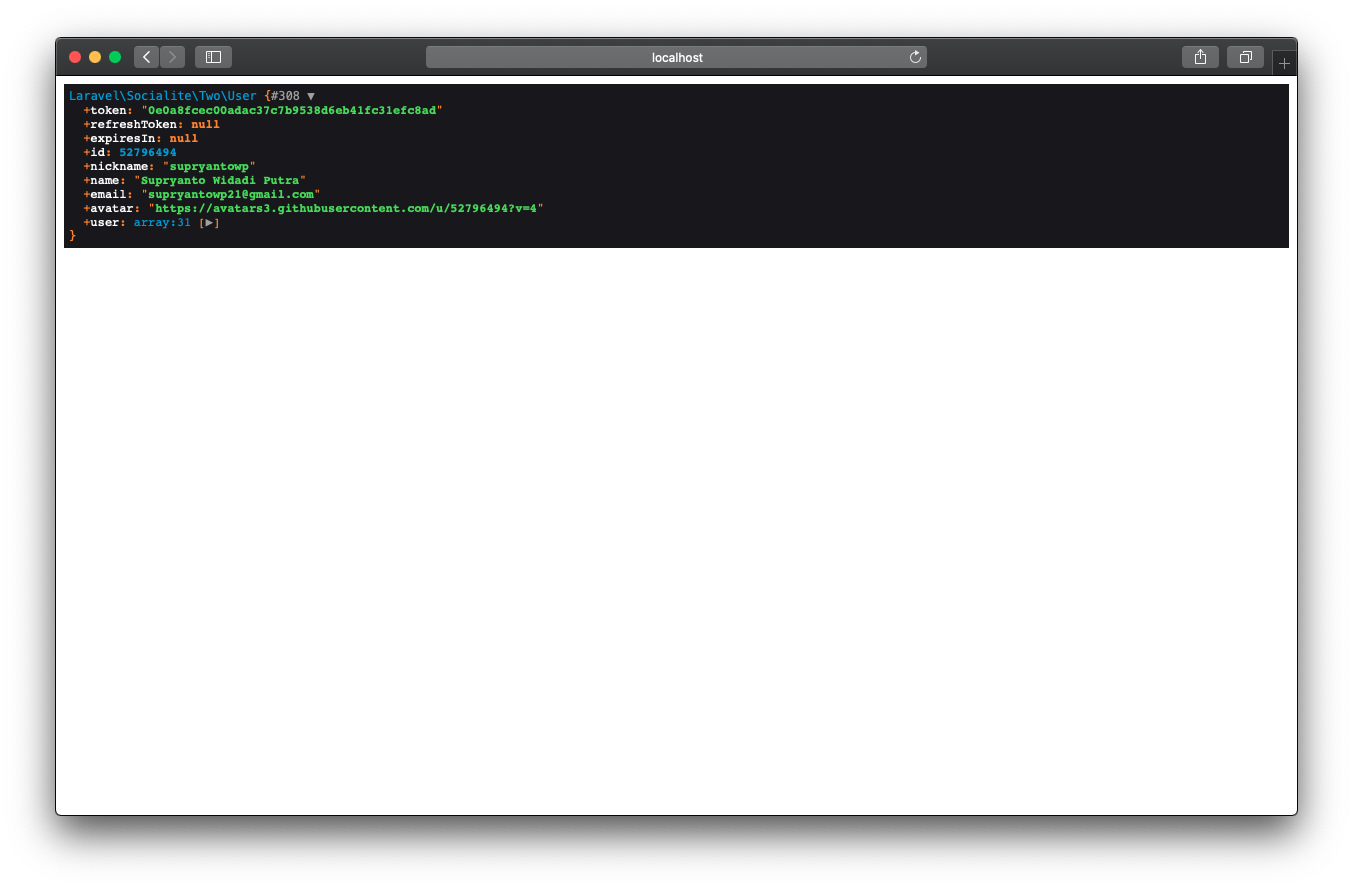 localhost
Laravel\Socialite\Two\User {#308 ▼
+token: "0e0a8fcec00adac37c7b9538d6eb41fc31efc8ad"
+refreshToken: null
+expiresIn: null
+id: 52796494
+nickname: "supryantowp"
+name: "Supryanto Widadi Putra"
+email: "supryantowp21@gmail.com"
+avatar: "https://avatars3.githubusercontent.com/u/52796494?v=4"
+user: array:31 [▶]
}